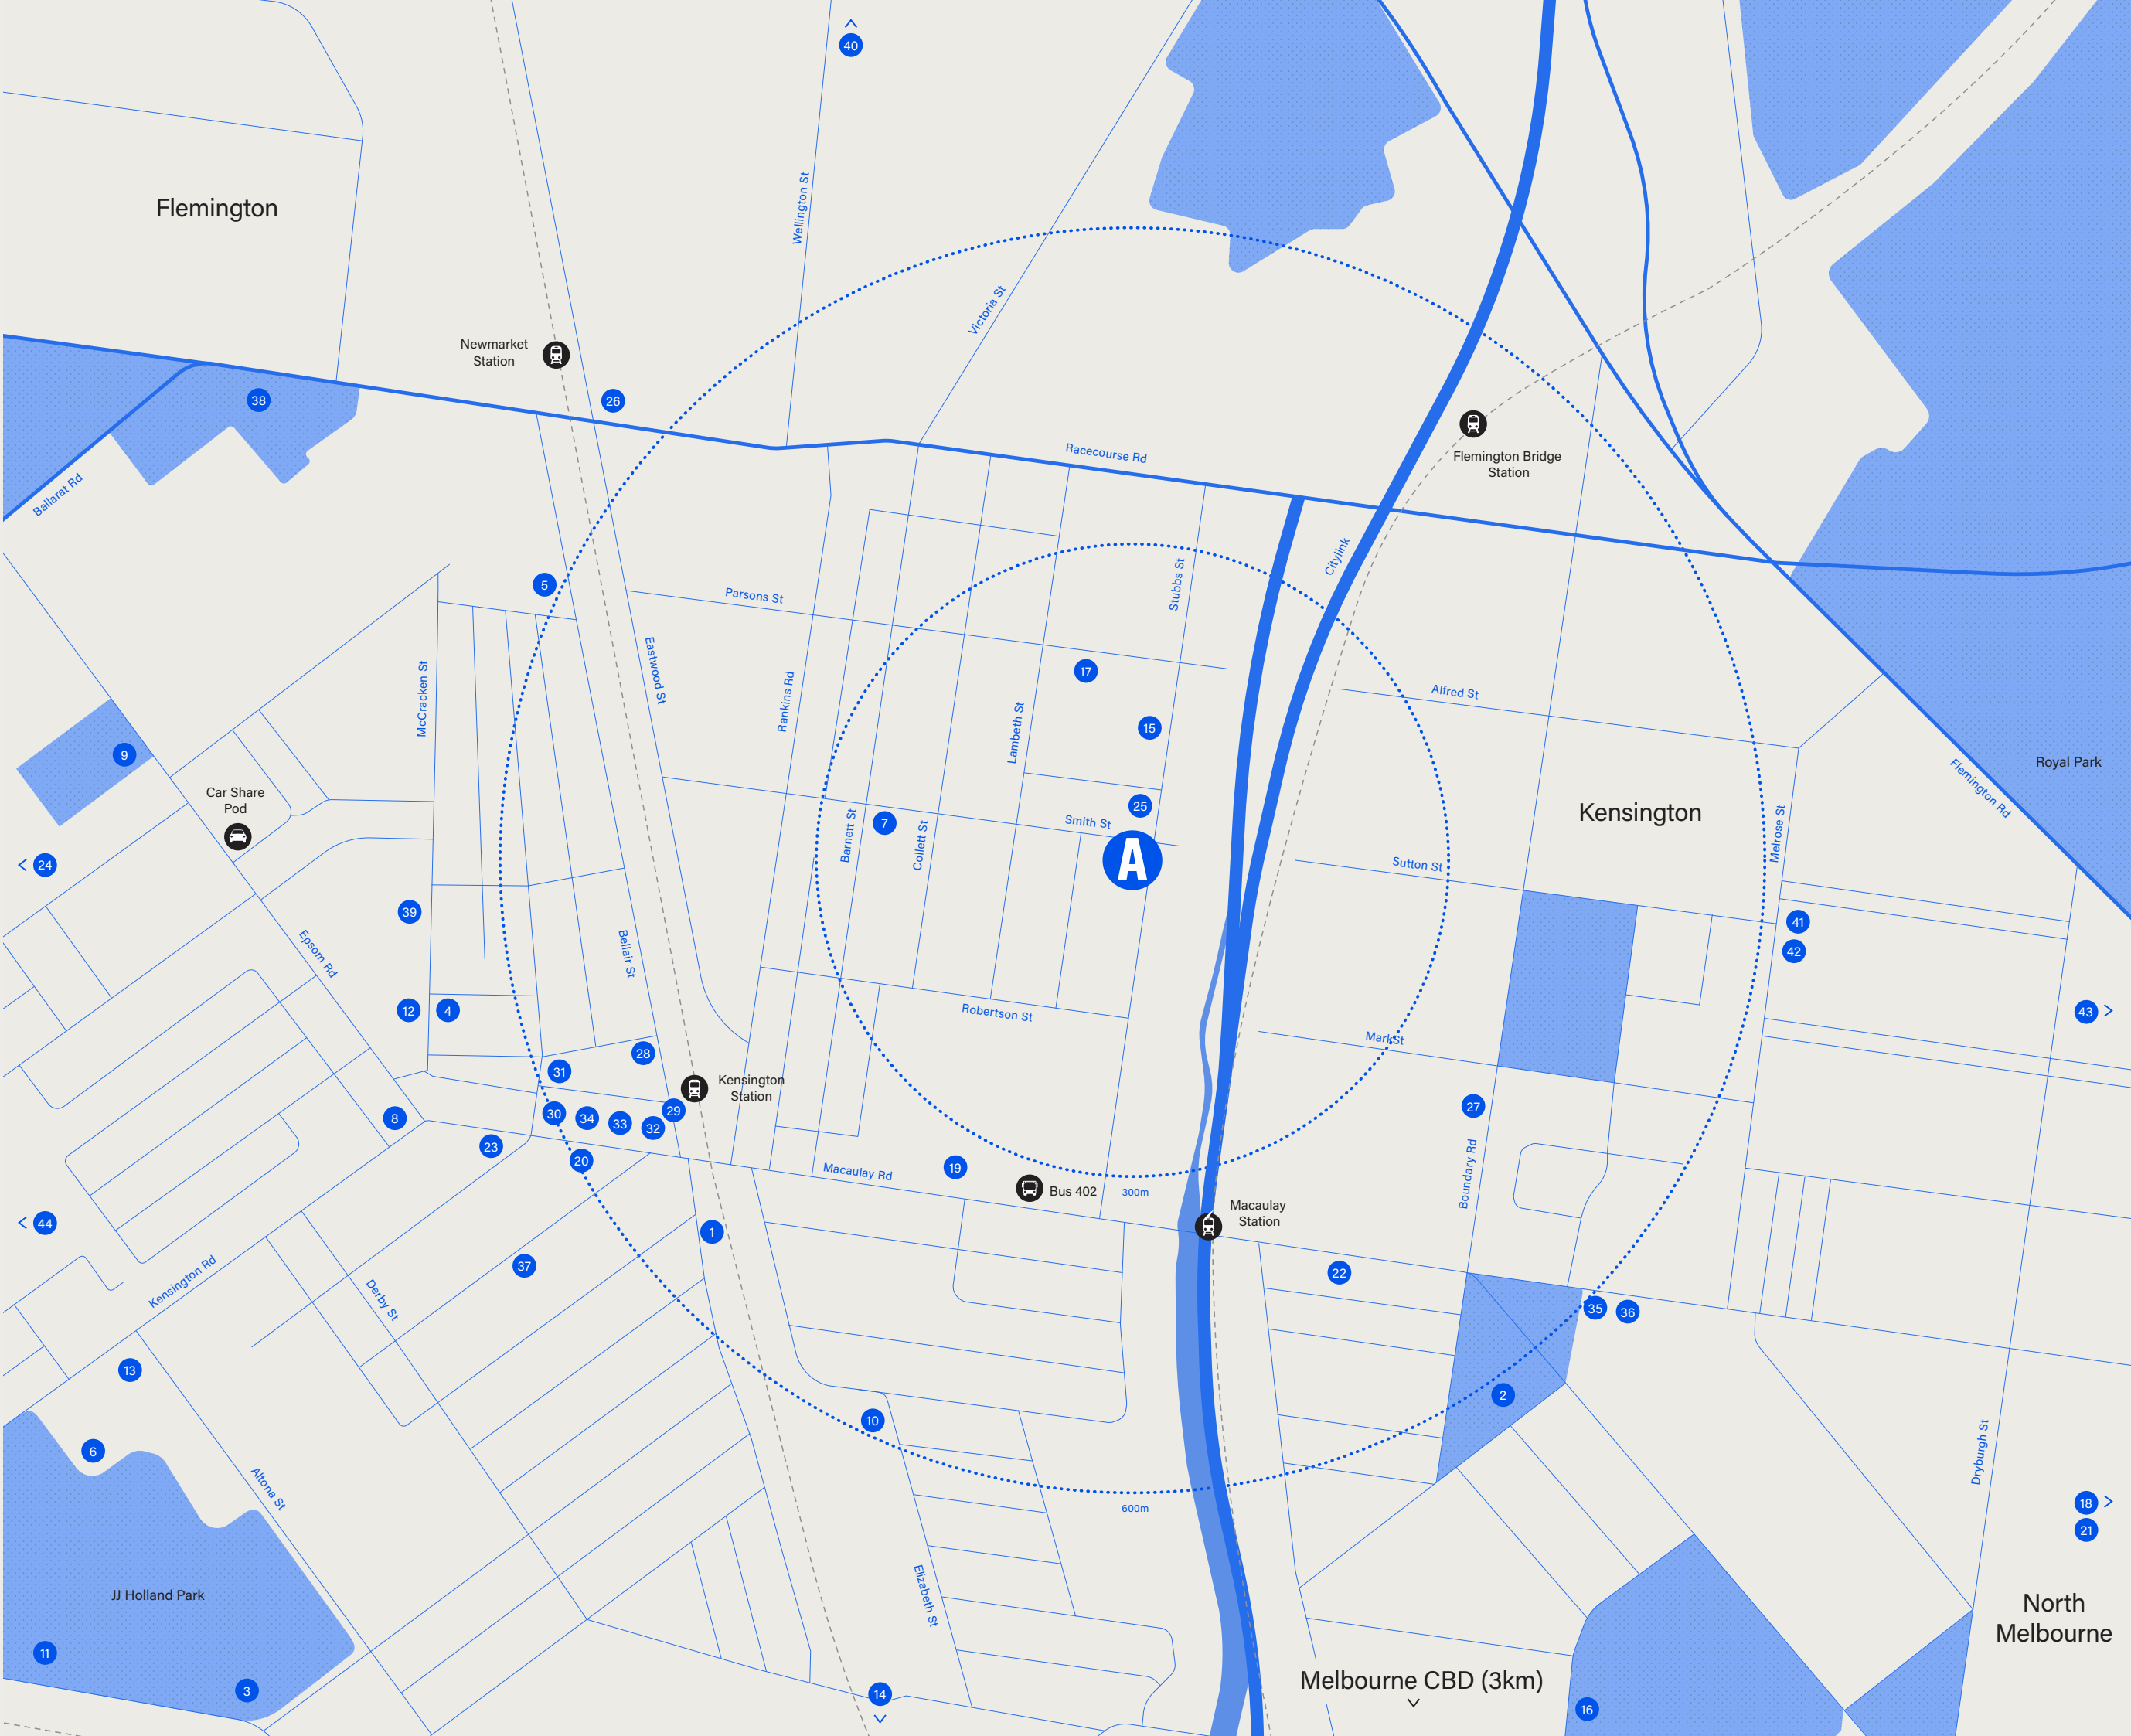 40
Flemington
Wellington St
Victoria St
Newmarket
Station
26
38
Racecourse Rd
Flemington Bridge
Station
Ballarat Rd
Citylink
5
Parsons St
Stubbs St
Eastwood St
McCracken St
Rankins Rd
17
Lambeth St
15
Alfred St
9
Royal Park
Flemington Rd
Car Share
Pod
25
Kensington
7
Smith St
A
Barnett St
Collett St
Melrose St
24
Sutton St
39
41
42
Epsom Rd
Bellair St
12
4
Robertson St
43
Mark St
28
31
Kensington
Station
8
30
34
33
32
29
27
23
20
Macaulay Rd
19
Bus 402
300m
Boundary Rd
44
1
Macaulay
Station
37
22
Kensington Rd
Derby St
35
36
13
2
10
6
Altona St
Dryburgh St
600m
18
21
JJ Holland Park
Elizabeth St
North
Melbourne
11
3
14
Melbourne CBD (3km)
16